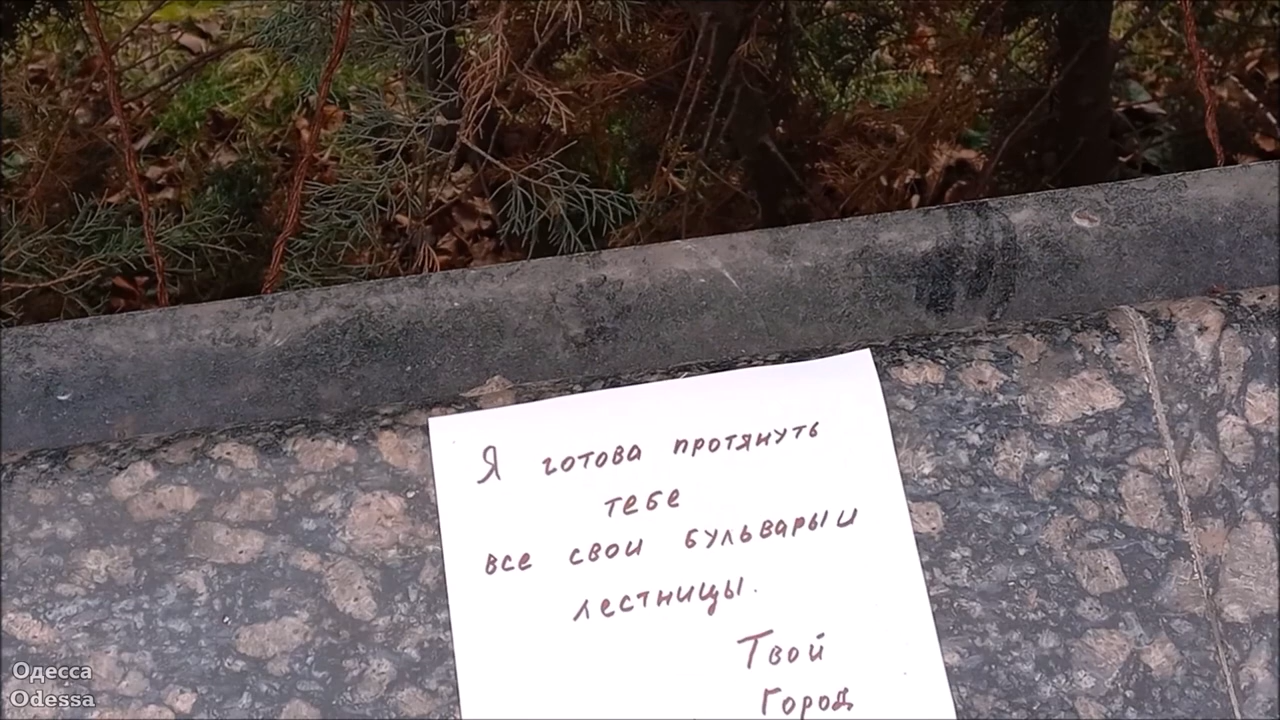 Я готова протянуть
тебе
все свои бульвары и
лестницы.
Твой
Город
Одесса
Odessa